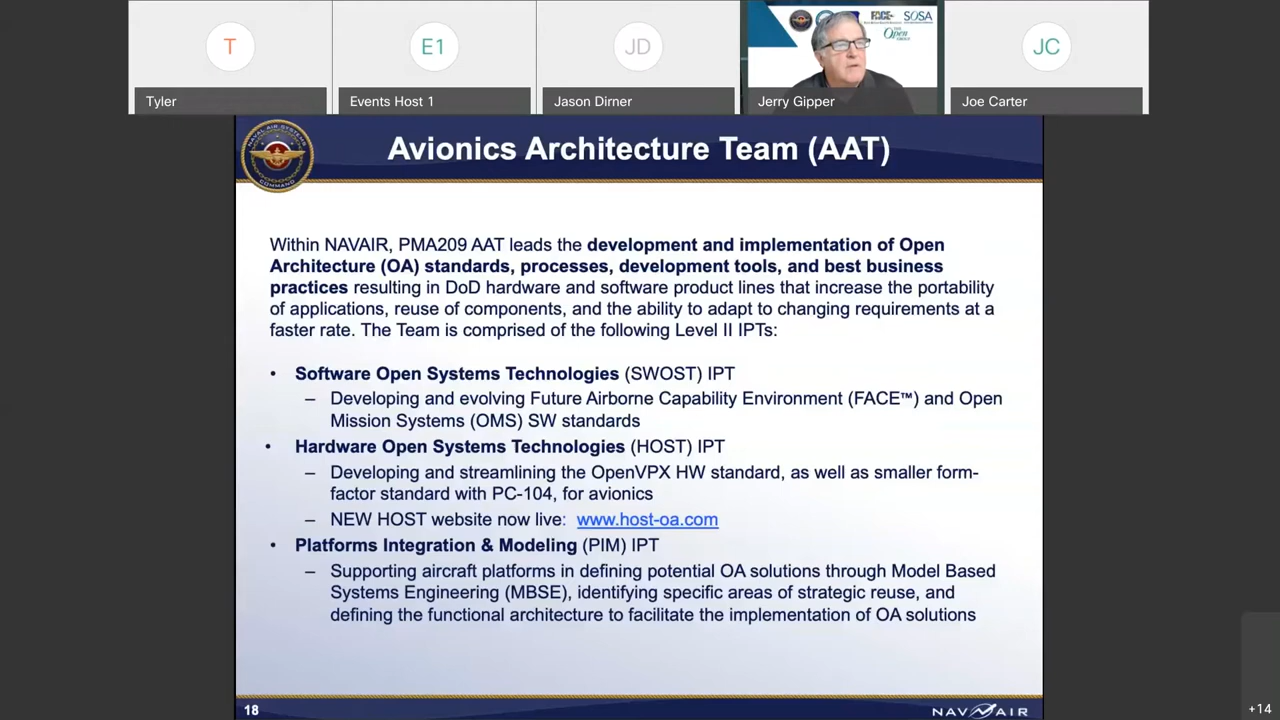 T
E1
JD
FACE
SOSA
THE
Open
GROUP
JC
Tyler
Events Host 1
Jason Dirner
Jerry Gipper
Joe Carter
NAVAL AIR SYSTEMS
COMMAND
Avionics Architecture Team (AAT)
Within NAVAIR, PMA209 AAT leads the development and implementation of Open
Architecture (OA) standards, processes, development tools, and best business
practices resulting in DoD hardware and software product lines that increase the portability
of applications, reuse of components, and the ability to adapt to changing requirements at a
faster rate. The Team is comprised of the following Level II IPTs:
• Software Open Systems Technologies (SWOST) IPT
– Developing and evolving Future Airborne Capability Environment (FACE™) and Open
Mission Systems (OMS) SW standards
• Hardware Open Systems Technologies (HOST) IPT
– Developing and streamlining the OpenVPX HW standard, as well as smaller form-
factor standard with PC-104, for avionics
– NEW HOST website now live: www.host-oa.com
• Platforms Integration & Modeling (PIM) IPT
– Supporting aircraft platforms in defining potential OA solutions through Model Based
Systems Engineering (MBSE), identifying specific areas of strategic reuse, and
defining the functional architecture to facilitate the implementation of OA solutions
18
NAVAIR
+14